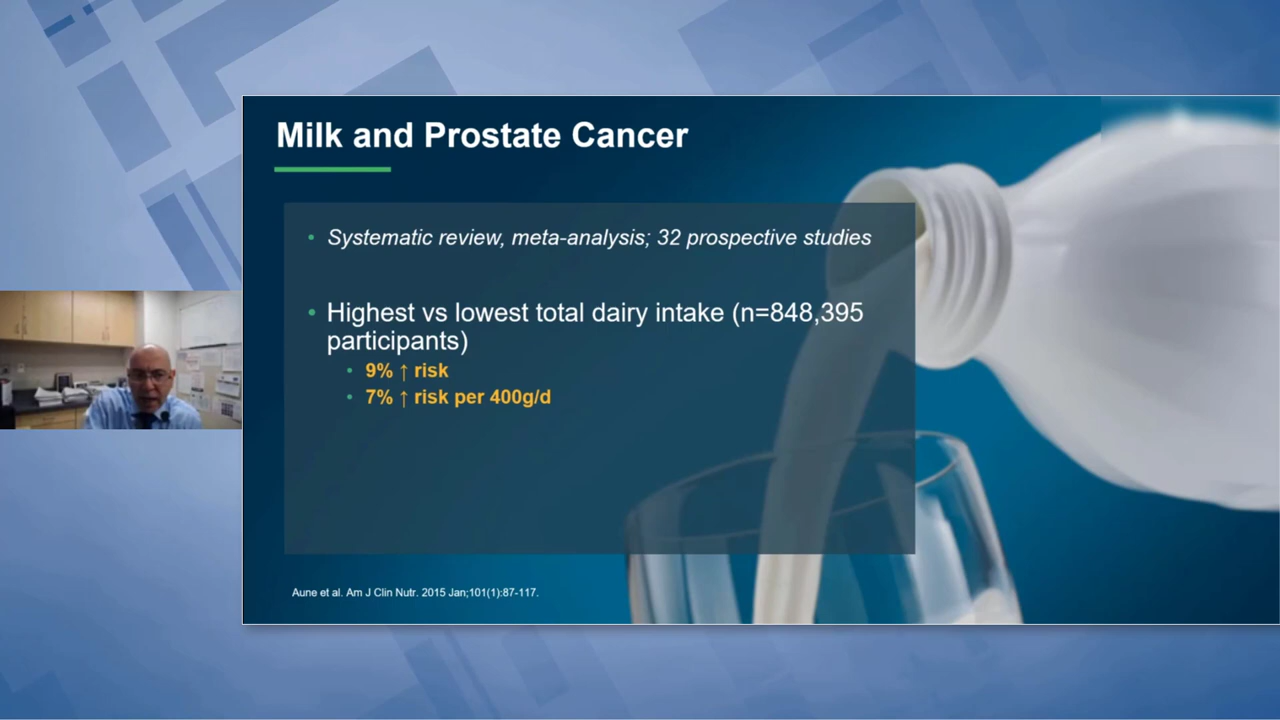 Milk and Prostate Cancer
• Systematic review, meta-analysis; 32 prospective studies
• Highest vs lowest total dairy intake (n=848,395
participants)
• 9% ↑ risk
• 7% ↑ risk per 400g/d
Aune et al. Am J Clin Nutr. 2015 Jan;101(1):87-117.